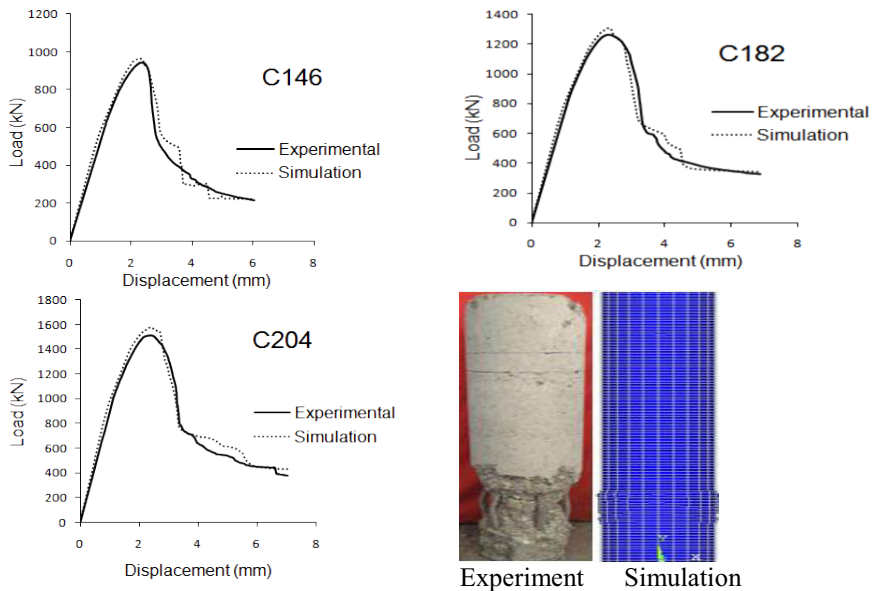 1200
1000
800
600
400
200
0
Load (kN)
C146
Experimental
Simulation
0 2 4 6 8
Displacement (mm)
1400
1200
1000
800
600
400
200
0
Load (kN)
C182
Experimental
Simulation
0 2 4 6 8
Displacement (mm)
1800
1600
1400
1200
1000
800
600
400
200
0
Load (kN)
C204
Experimental
Simulation
0 2 4 6 8
Displacement (mm)
Y
X
Experiment Simulation